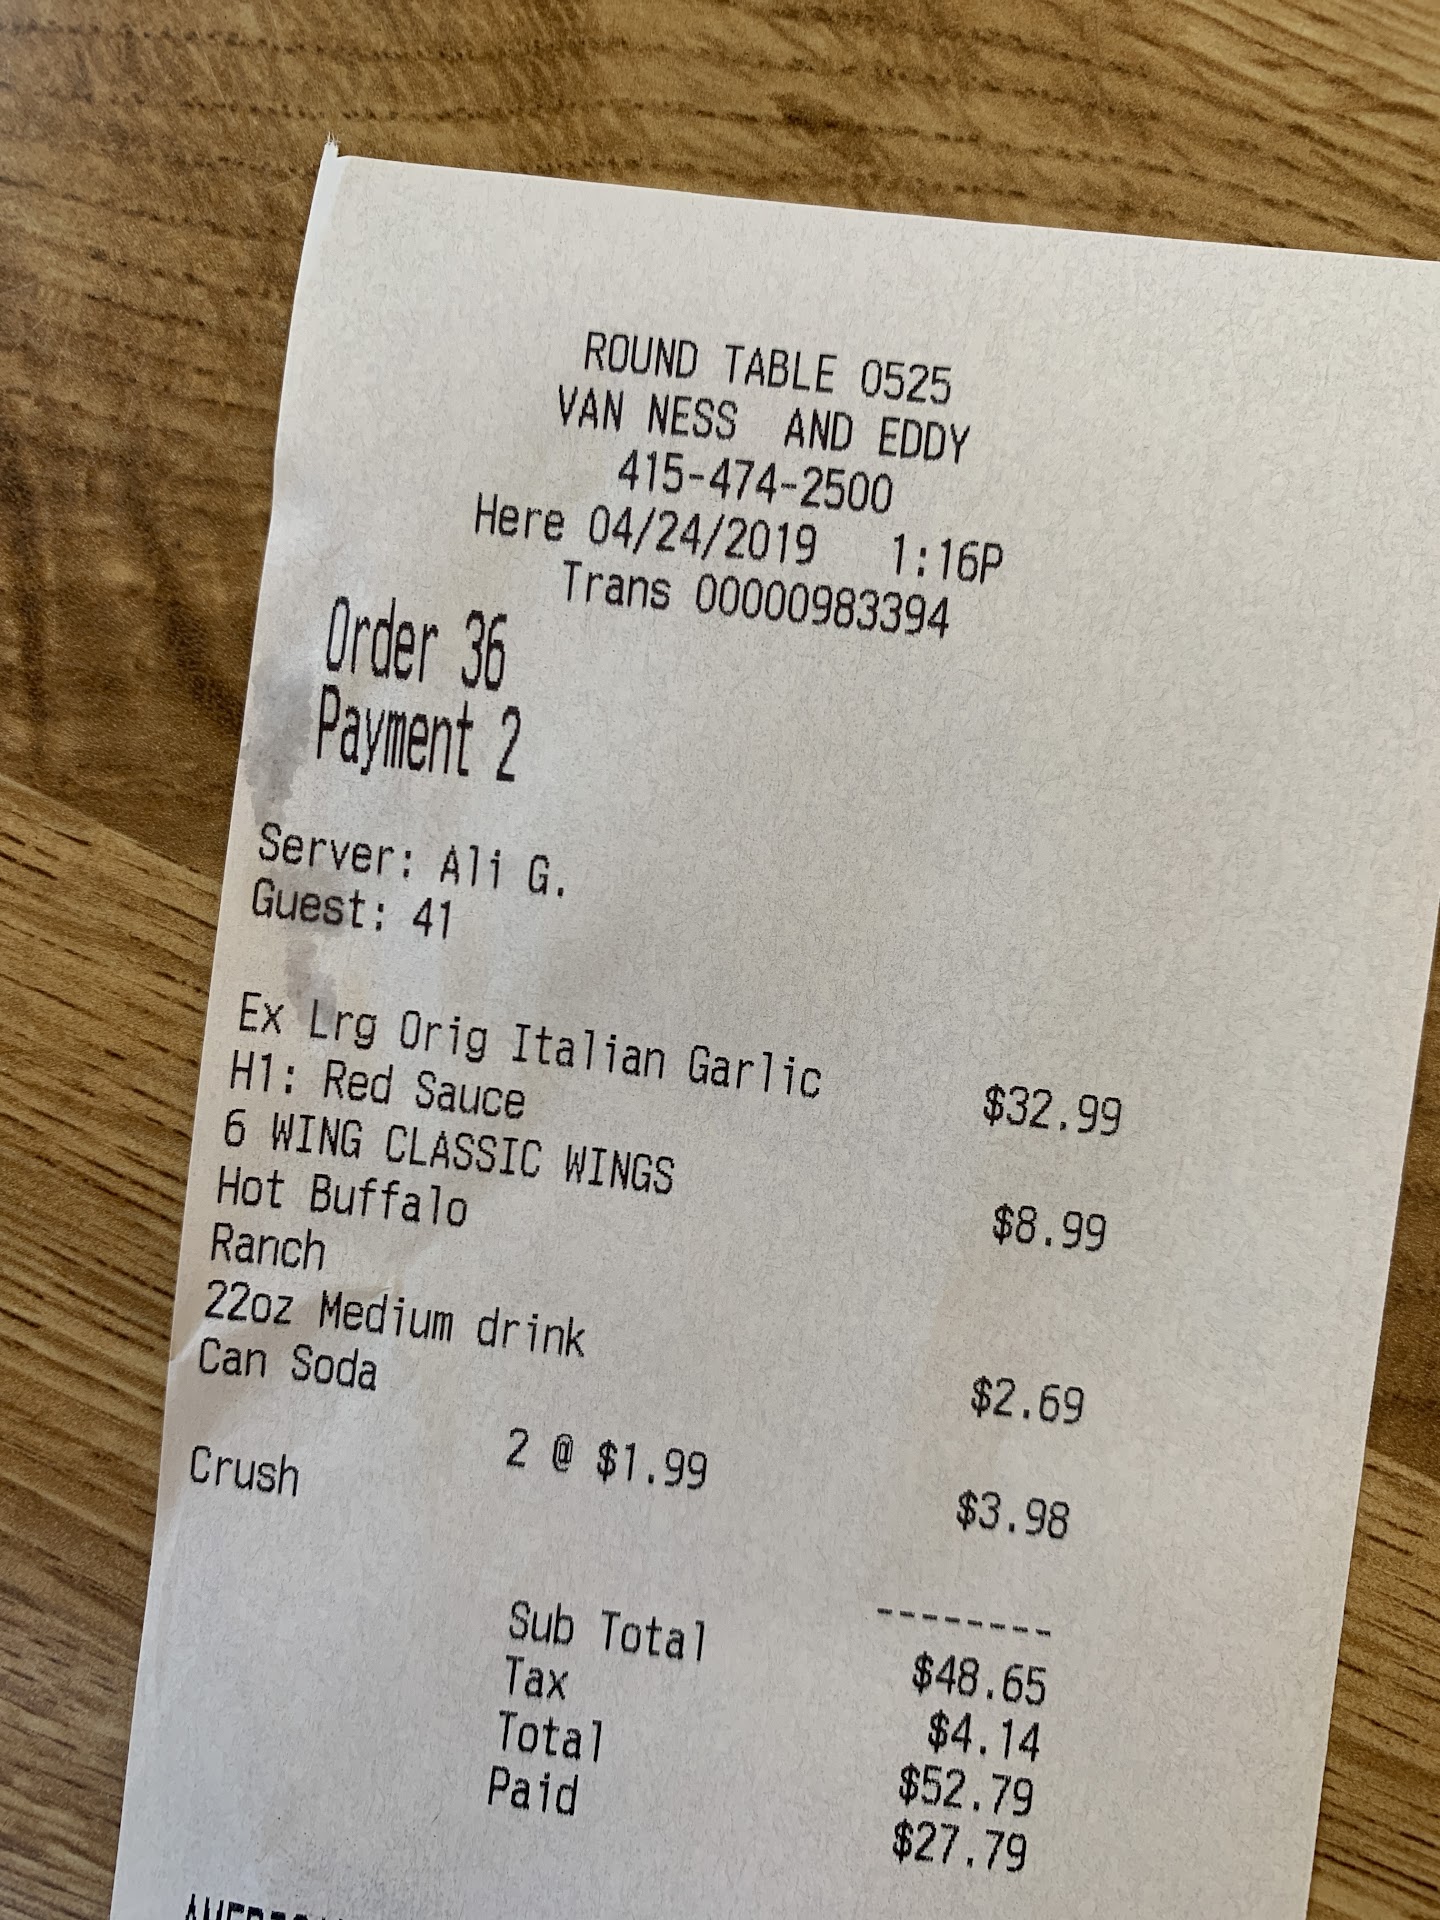 ROUND TABLE 0525
VAN NESS AND EDDY
415-474-2500
Here 04/24/2019 1:16P
Trans 00000983394
Order 36
Payment 2
Server: Ali G.
Guest: 41
Ex Lrg Orig Italian Garlic $32.99
H1: Red Sauce
6 WING CLASSIC WINGS $8.99
Hot Buffalo
Ranch
22oz Medium drink $2.69
Can Soda
2 @ $1.99 $3.98
Crush
--------
Sub Total $48.65
Tax $4.14
Total $52.79
Paid $27.79